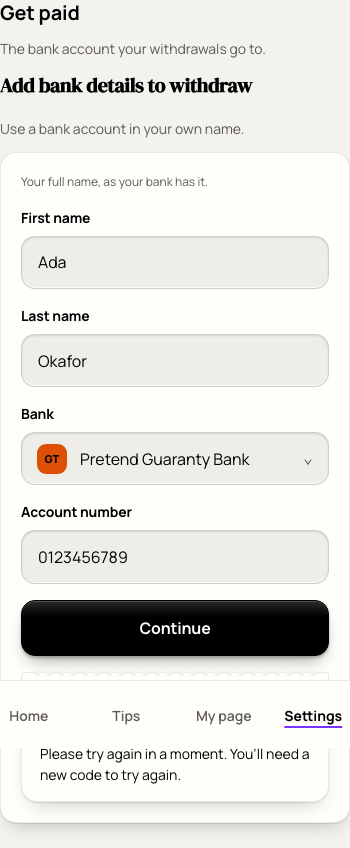 Get paid
The bank account your withdrawals go to.
Add bank details to withdraw
Use a bank account in your own name.
Your full name, as your bank has it.
First name
Ada
Last name
Okafor
Bank
GT Pretend Guaranty Bank
Account number
0123456789
Continue
Home Tips My page Settings
Please try again in a moment. You'll need a
new code to try again.